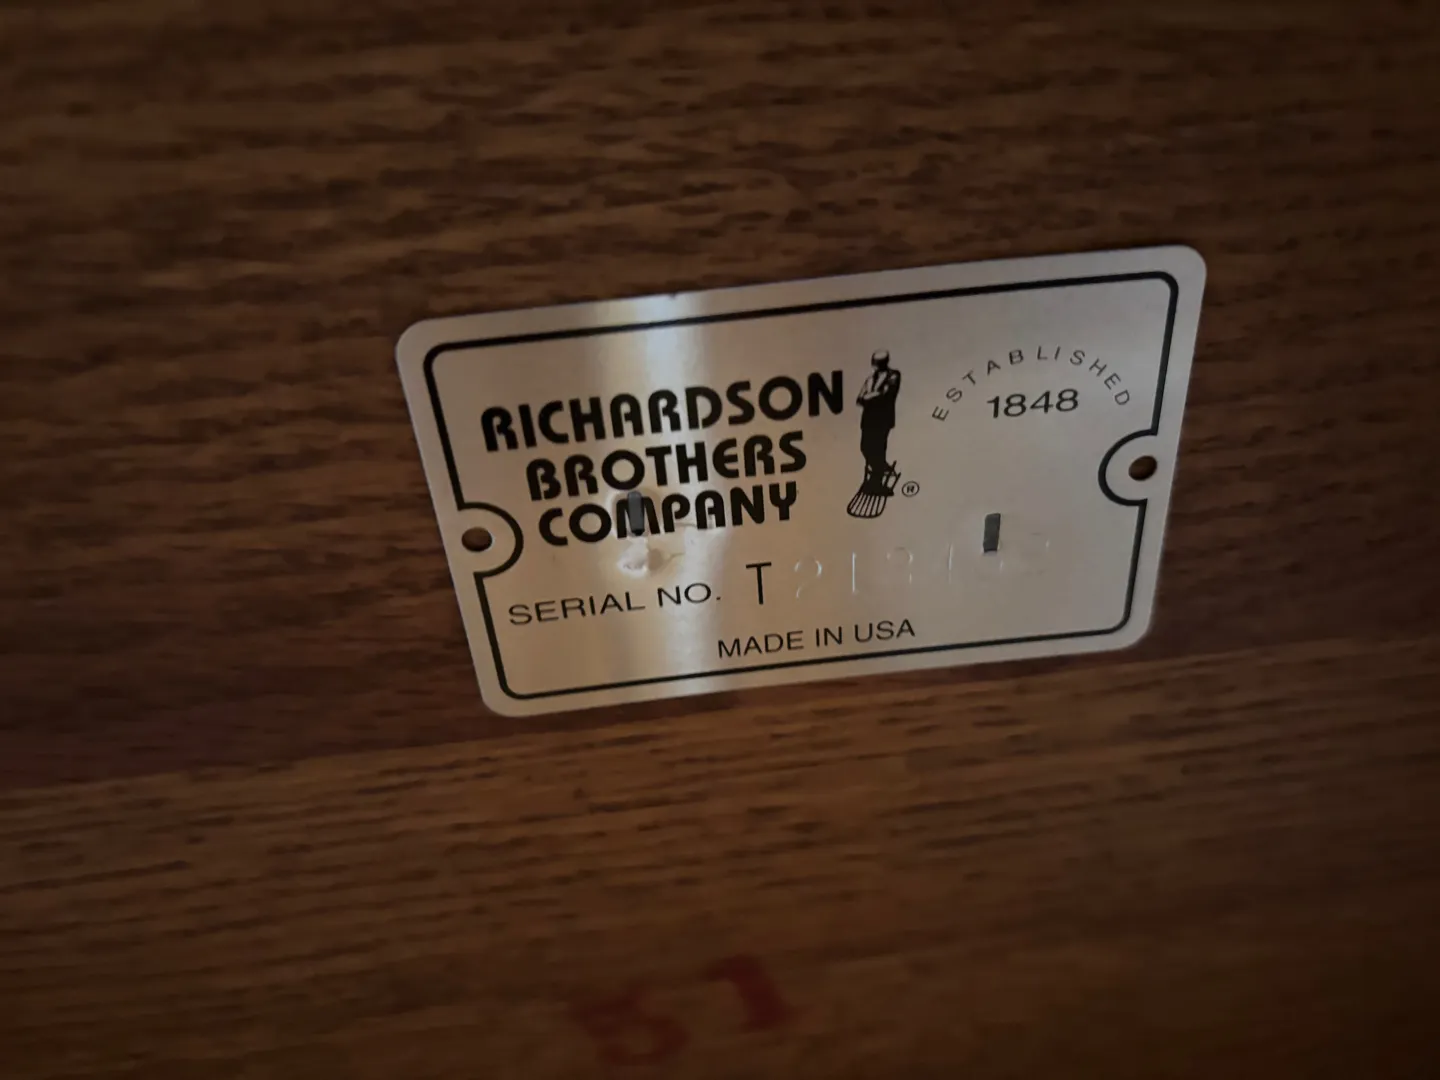 RICHARDSON
BROTHERS
COMPANY
®
ESTABLISHED
1848
SERIAL NO. T
MADE IN USA